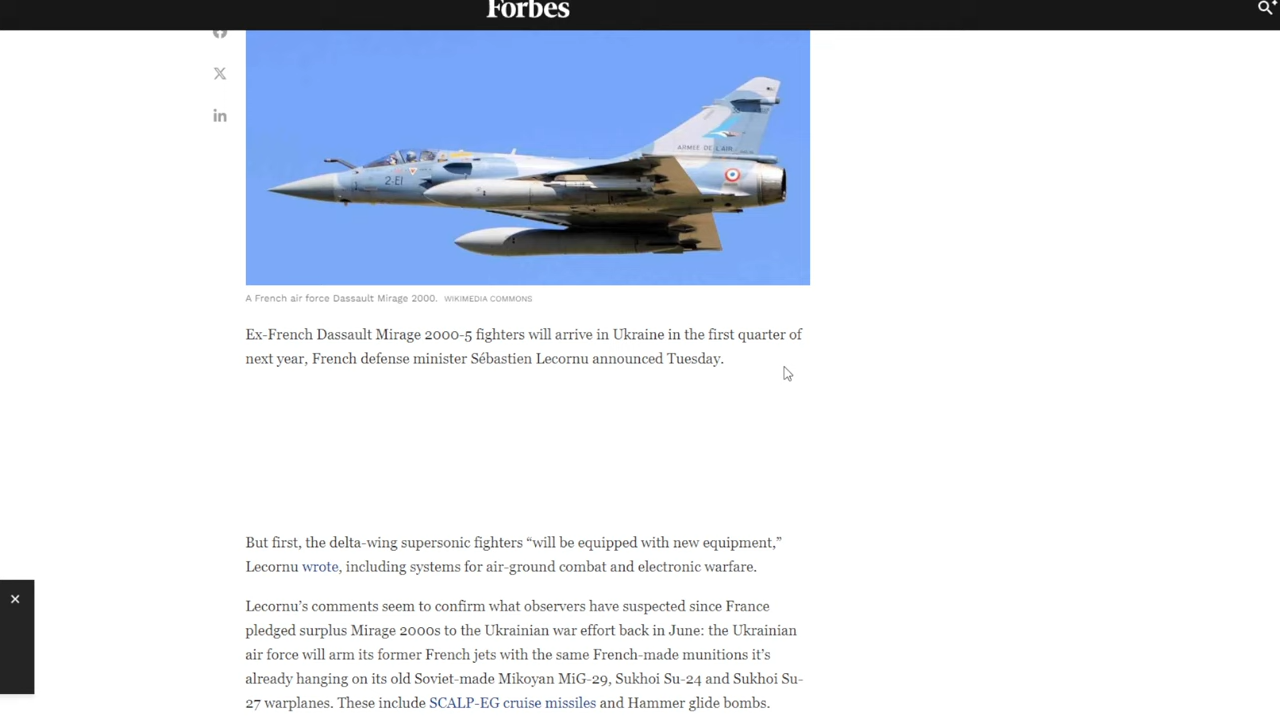 Forbes
ARMEE DE L'AIR
2-EI
A French air force Dassault Mirage 2000. WIKIMEDIA COMMONS
Ex-French Dassault Mirage 2000-5 fighters will arrive in Ukraine in the first quarter of
next year, French defense minister Sébastien Lecornu announced Tuesday.
But first, the delta-wing supersonic fighters “will be equipped with new equipment,”
Lecornu wrote, including systems for air-ground combat and electronic warfare.
Lecornu’s comments seem to confirm what observers have suspected since France
pledged surplus Mirage 2000s to the Ukrainian war effort back in June: the Ukrainian
air force will arm its former French jets with the same French-made munitions it’s
already hanging on its old Soviet-made Mikoyan MiG-29, Sukhoi Su-24 and Sukhoi Su-
27 warplanes. These include SCALP-EG cruise missiles and Hammer glide bombs.